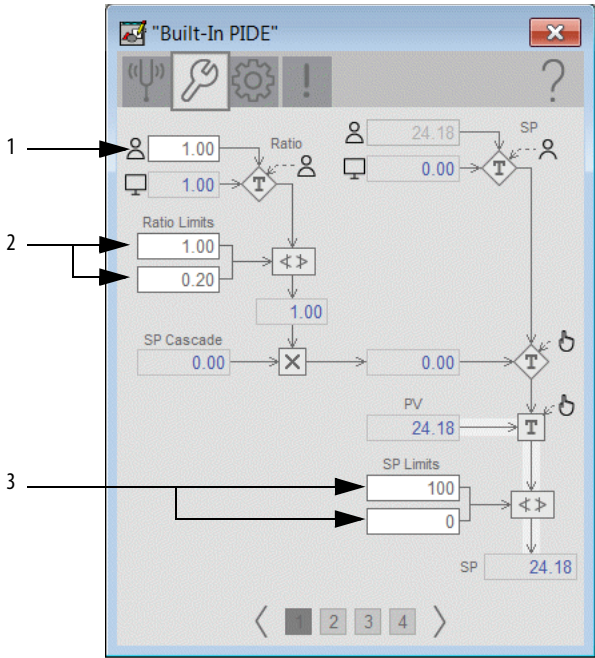 "Built-In PIDE"
1
1.00
Ratio
1.00
T
24.18
SP
0.00
T
2
Ratio Limits
1.00
0.20
1.00
SP Cascade
0.00
0.00
T
PV
24.18
T
3
SP Limits
100
0
SP
24.18
1 2 3 4